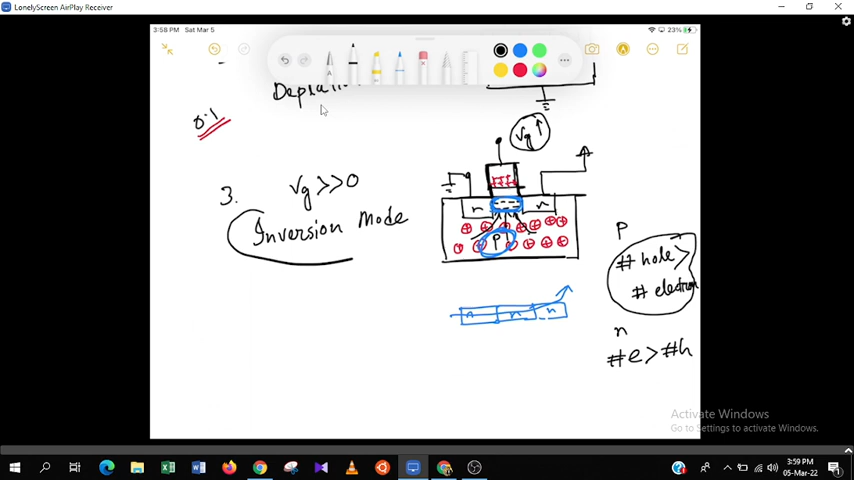 LonelyScreen AirPlay Receiver
3:58 PM Sat Mar 5
23%
0.1
Vg↑
3. Vg>>0
Inversion Mode
n
n
P
n n n
P
# hole >
# electron
n
#e > #h
Activate Windows
Go to Settings to activate Windows.
3:59 PM
05-Mar-22